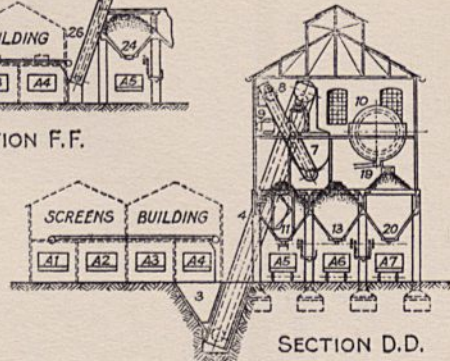 ILDING
26
24
A4
A5
TION F.F.
8
10
9
7
19
SCREENS BUILDING
4
11
13
20
A1 A2 A3 A4
A5
A6
A7
3
SECTION D.D.